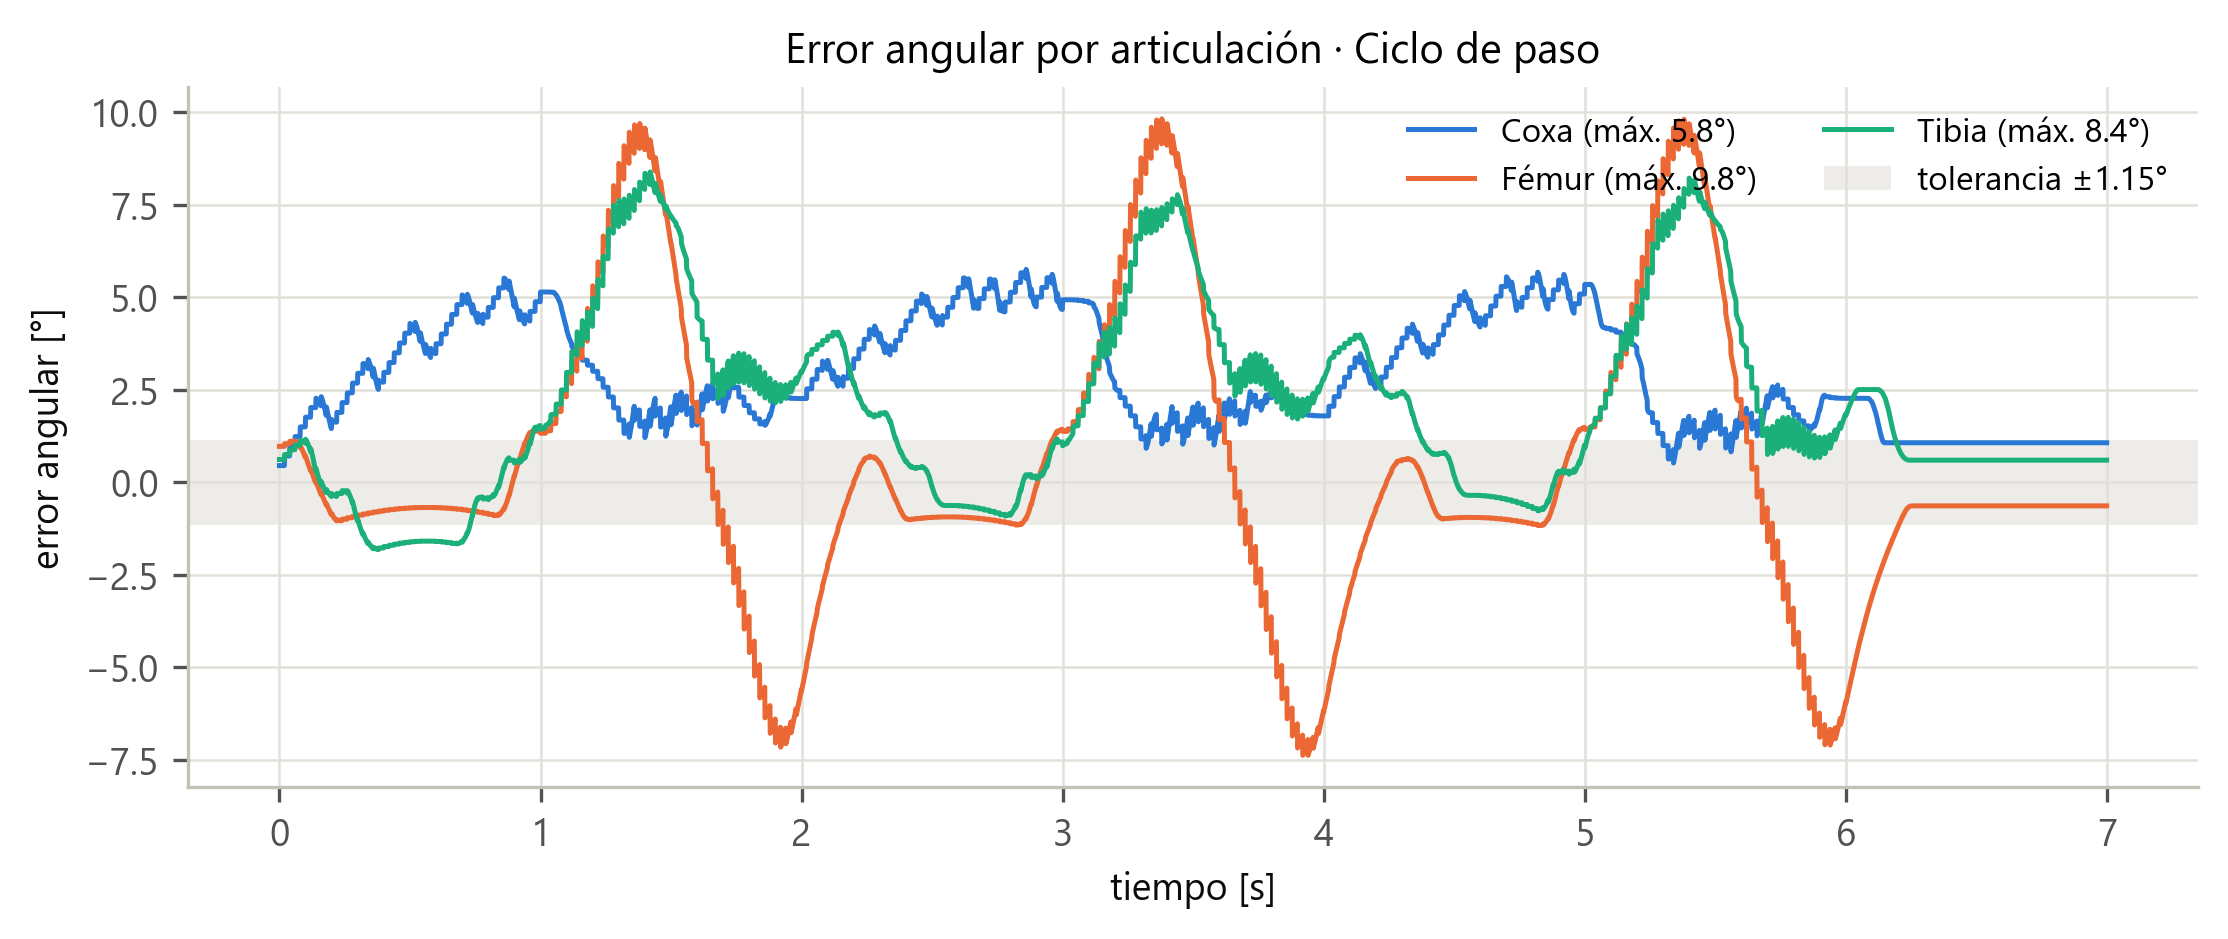 Error angular por articulación · Ciclo de paso
error angular [°]
10.0
7.5
5.0
2.5
0.0
−2.5
−5.0
−7.5
Coxa (máx. 5.8°)
Fémur (máx. 9.8°)
Tibia (máx. 8.4°)
tolerancia ±1.15°
0 1 2 3 4 5 6 7
tiempo [s]